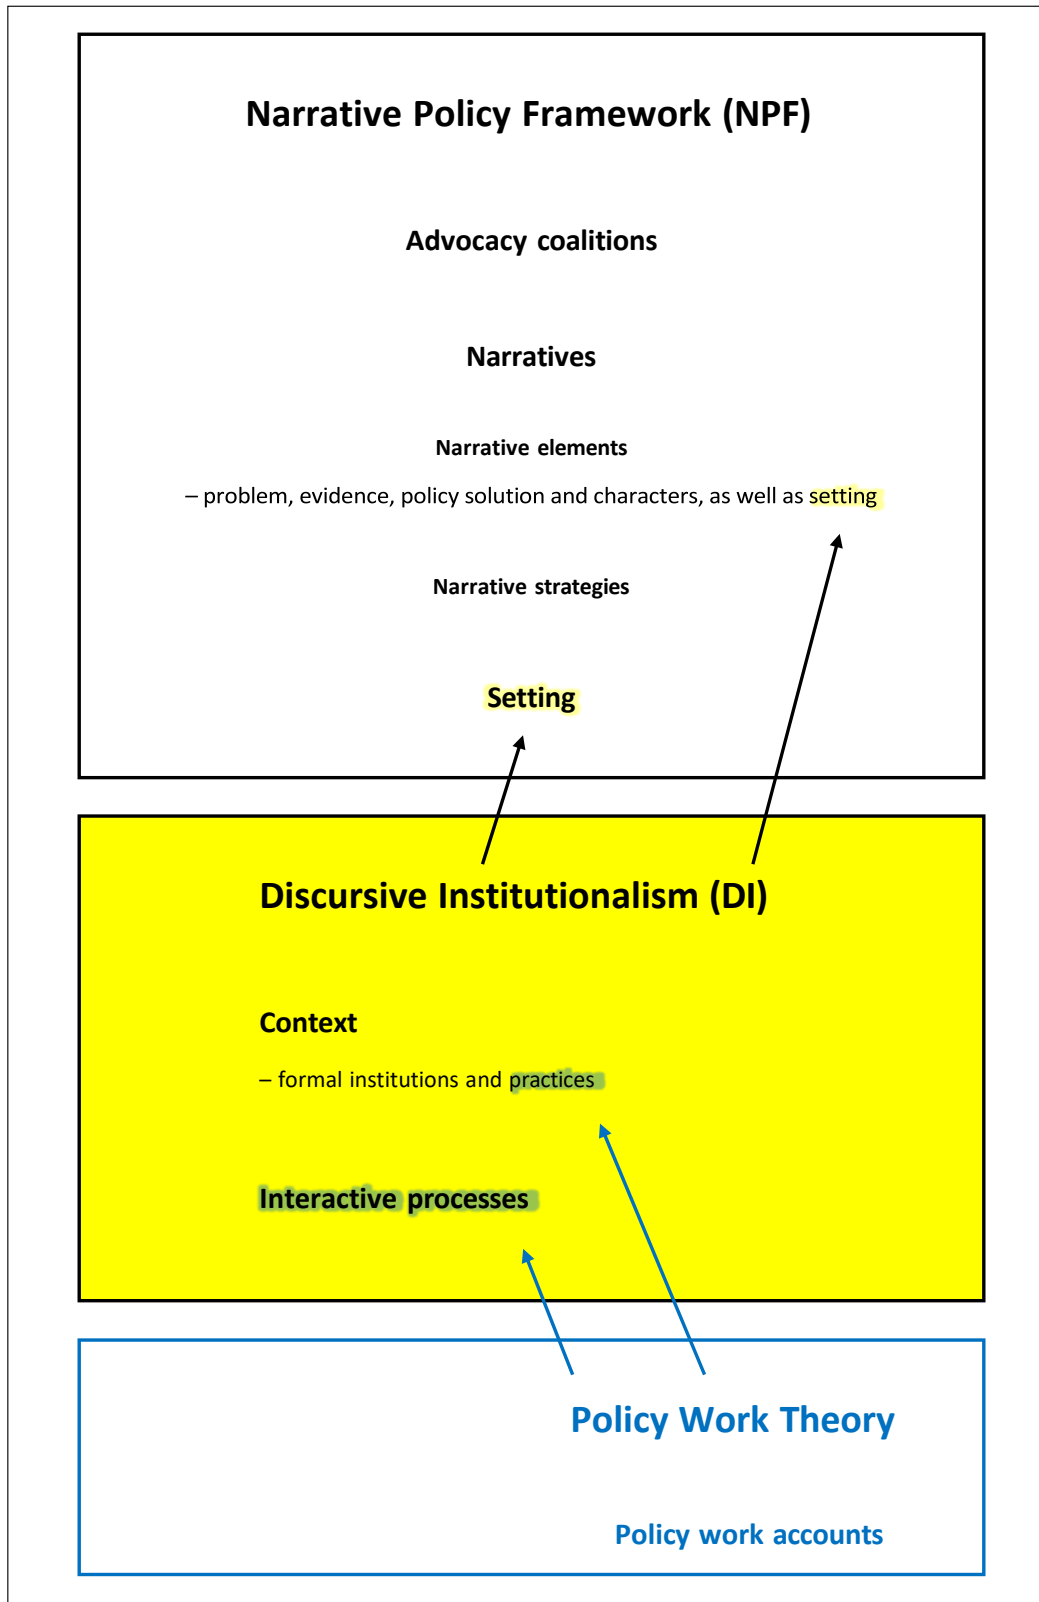 Narrative Policy Framework (NPF)
Advocacy coalitions
Narratives
Narrative elements
– problem, evidence, policy solution and characters, as well as setting
Narrative strategies
Setting
Discursive Institutionalism (DI)
Context
– formal institutions and practices
Interactive processes
Policy Work Theory
Policy work accounts